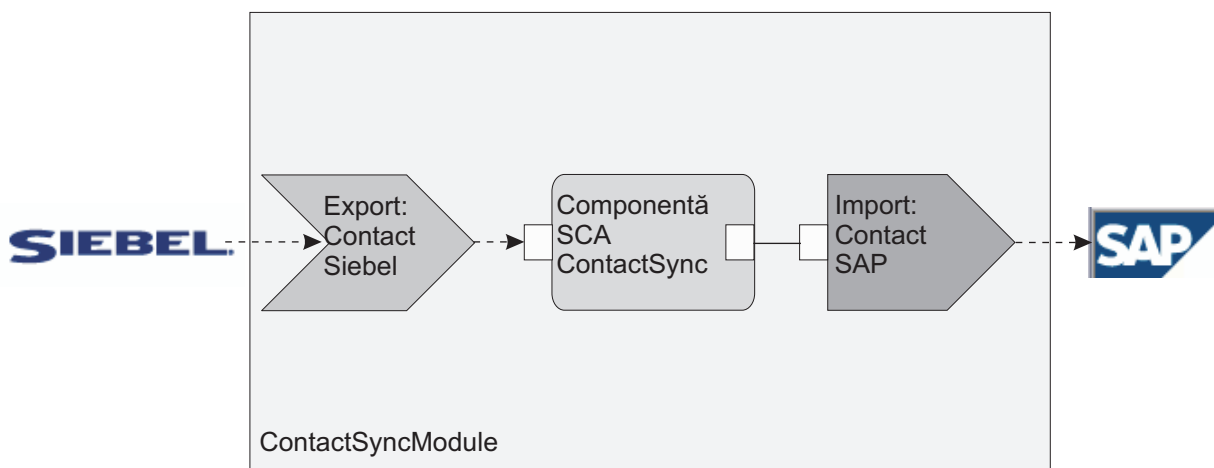 SIEBEL.
Export:
Contact
Siebel
Componentă
SCA
ContactSync
Import:
Contact
SAP
SAP
ContactSyncModule